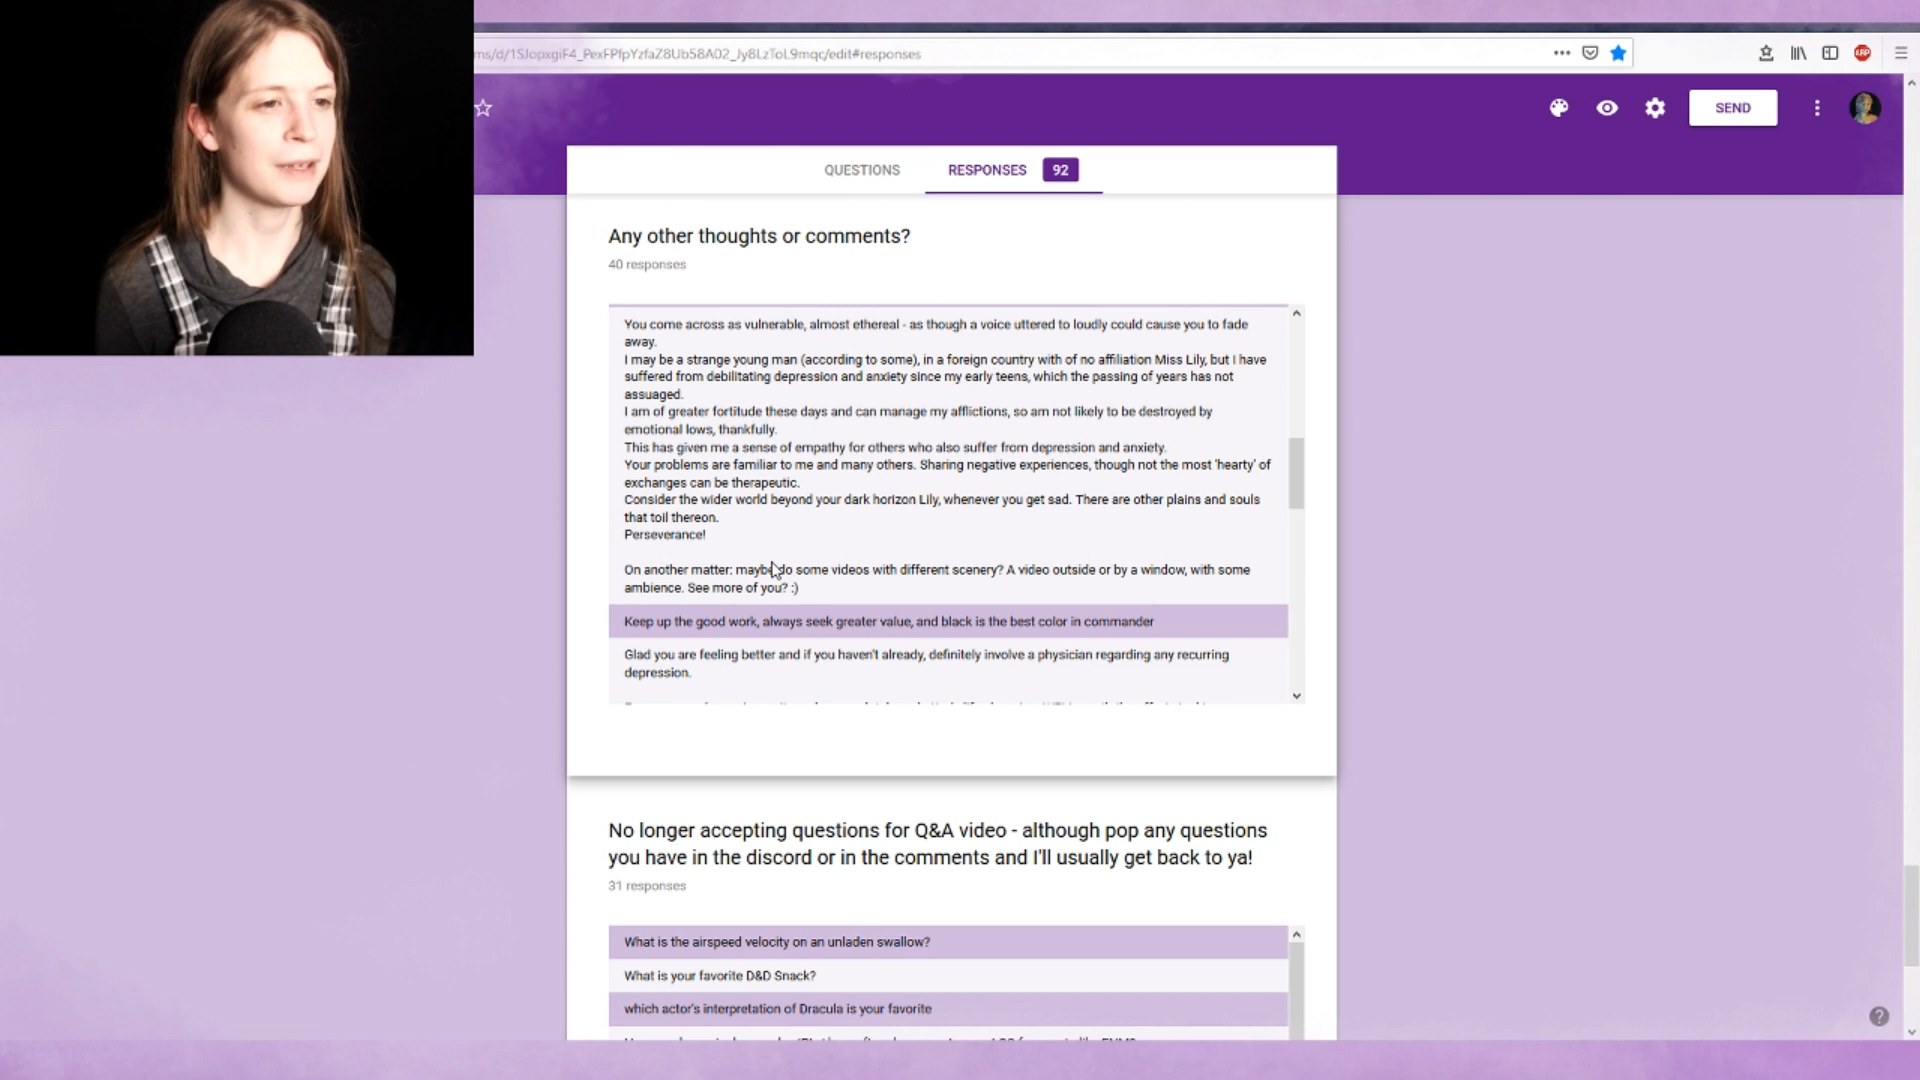 ms/d/1SJopxgiF4_PexFPfpYzfaZ8Ub58A02_Jy8LzToL9mqc/edit#responses
SEND
QUESTIONS
RESPONSES
92
Any other thoughts or comments?
40 responses
You come across as vulnerable, almost ethereal - as though a voice uttered to loudly could cause you to fade
away.
I may be a strange young man (according to some), in a foreign country with of no affiliation Miss Lily, but I have
suffered from debilitating depression and anxiety since my early teens, which the passing of years has not
assuaged.
I am of greater fortitude these days and can manage my afflictions, so am not likely to be destroyed by
emotional lows, thankfully.
This has given me a sense of empathy for others who also suffer from depression and anxiety.
Your problems are familiar to me and many others. Sharing negative experiences, though not the most 'hearty' of
exchanges can be therapeutic.
Consider the wider world beyond your dark horizon Lily, whenever you get sad. There are other plains and souls
that toil thereon.
Perseverance!
On another matter: maybe do some videos with different scenery? A video outside or by a window, with some
ambience. See more of you? :)
Keep up the good work, always seek greater value, and black is the best color in commander
Glad you are feeling better and if you haven't already, definitely involve a physician regarding any recurring
depression.
No longer accepting questions for Q&A video - although pop any questions
you have in the discord or in the comments and I'll usually get back to ya!
31 responses
What is the airspeed velocity on an unladen swallow?
What is your favorite D&D Snack?
which actor's interpretation of Dracula is your favorite